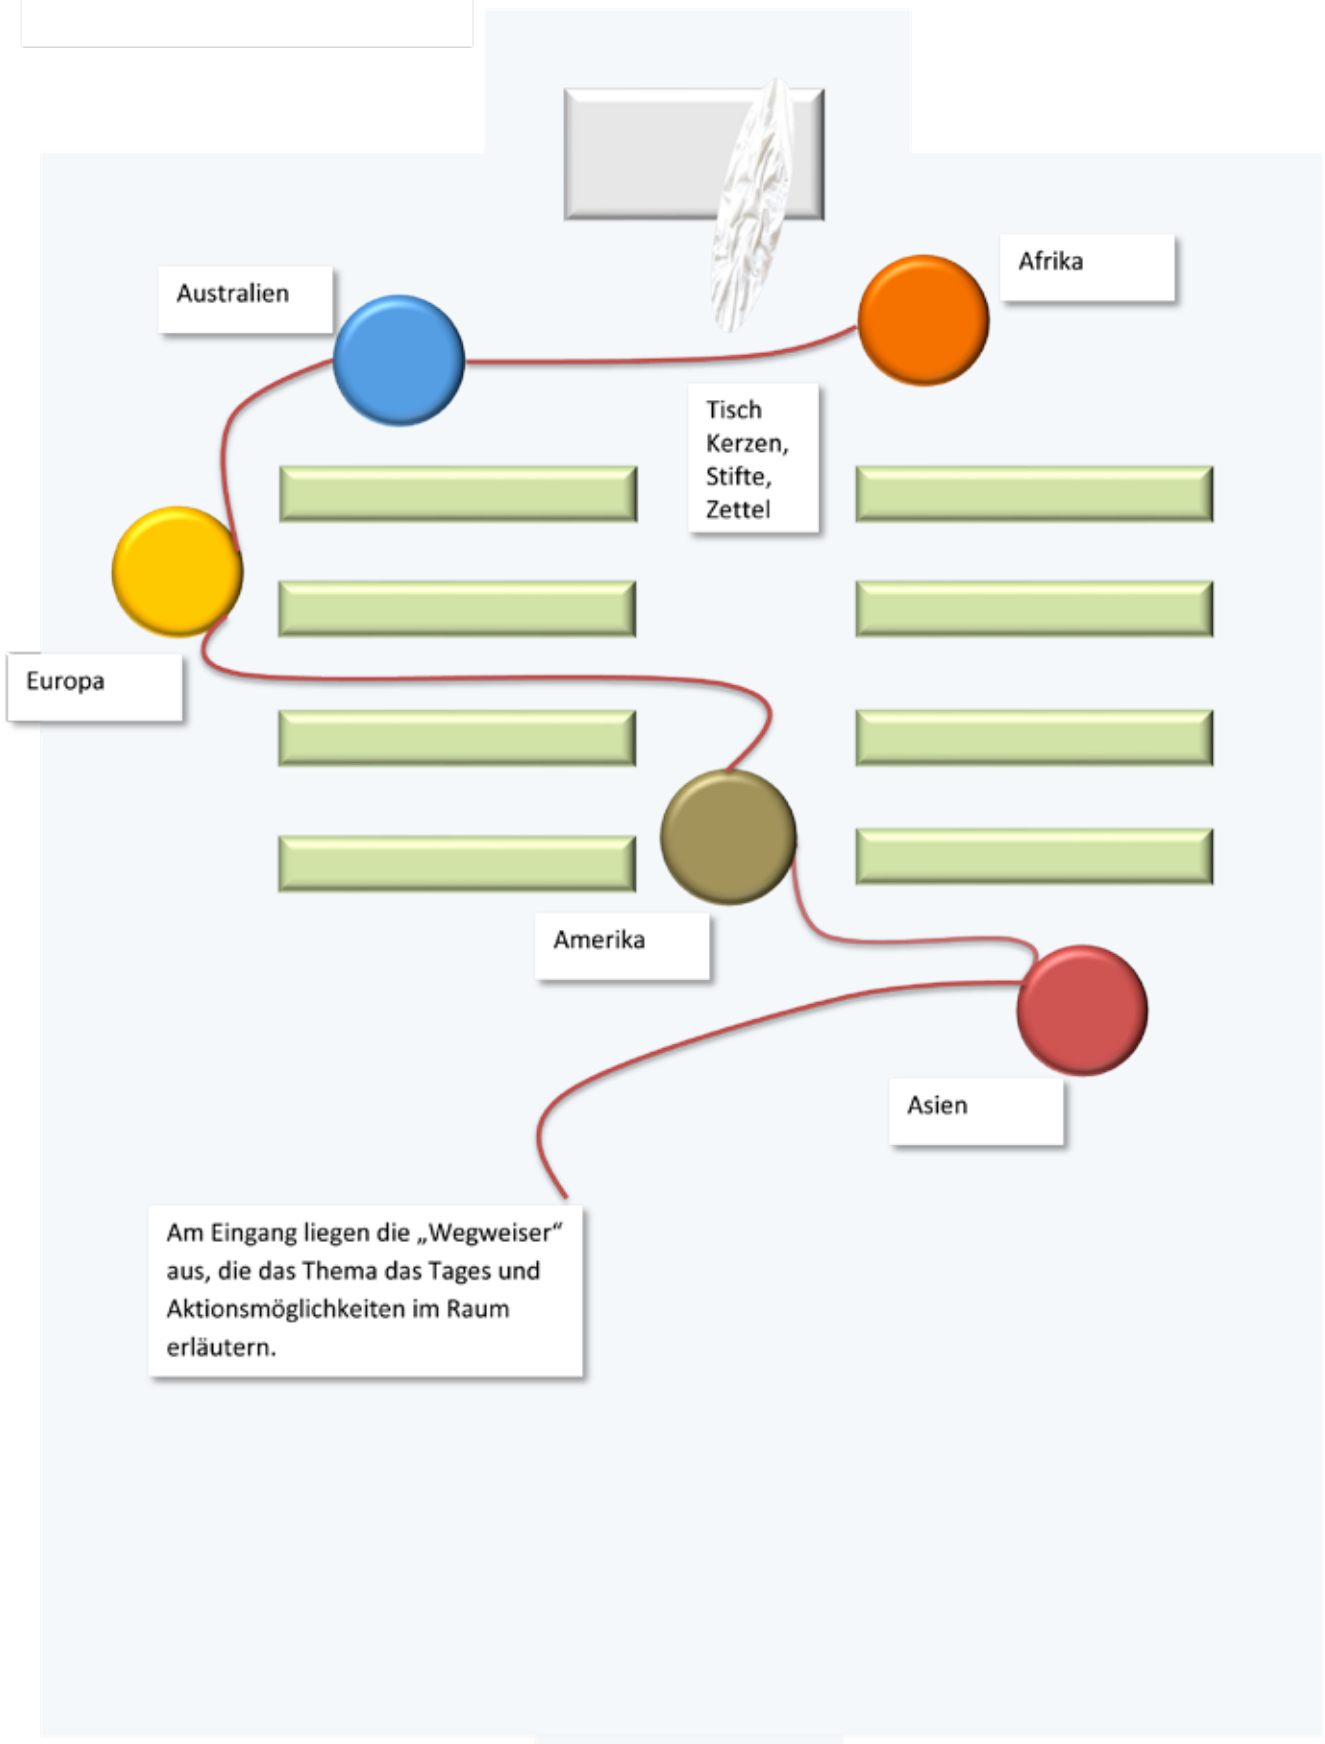 Afrika
Australien
Tisch
Kerzen,
Stifte,
Zettel
Europa
Amerika
Asien
Am Eingang liegen die „Wegweiser“
aus, die das Thema das Tages und
Aktionsmöglichkeiten im Raum
erläutern.